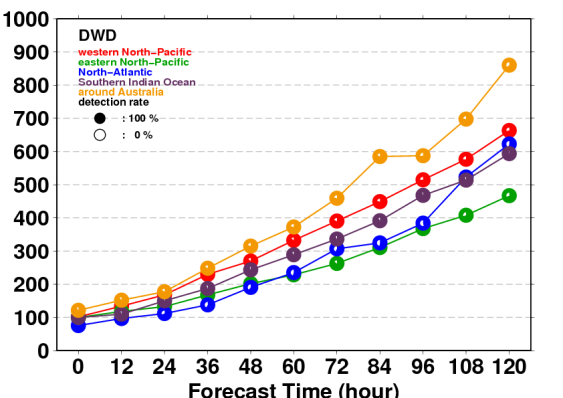 1000
900
800
700
600
500
400
300
200
100
0
DWD
western North-Pacific
eastern North-Pacific
North-Atlantic
Southern Indian Ocean
around Australia
detection rate
: 100 %
: 0 %
0 12 24 36 48 60 72 84 96 108 120
Forecast Time (hour)